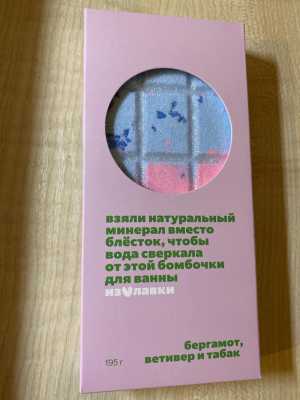 взяли натуральный
минерал вместо
блёсток, чтобы
вода сверкала
от этой бомбочки
для ванны
из лавки
бергамот,
ветивер и табак
195 г